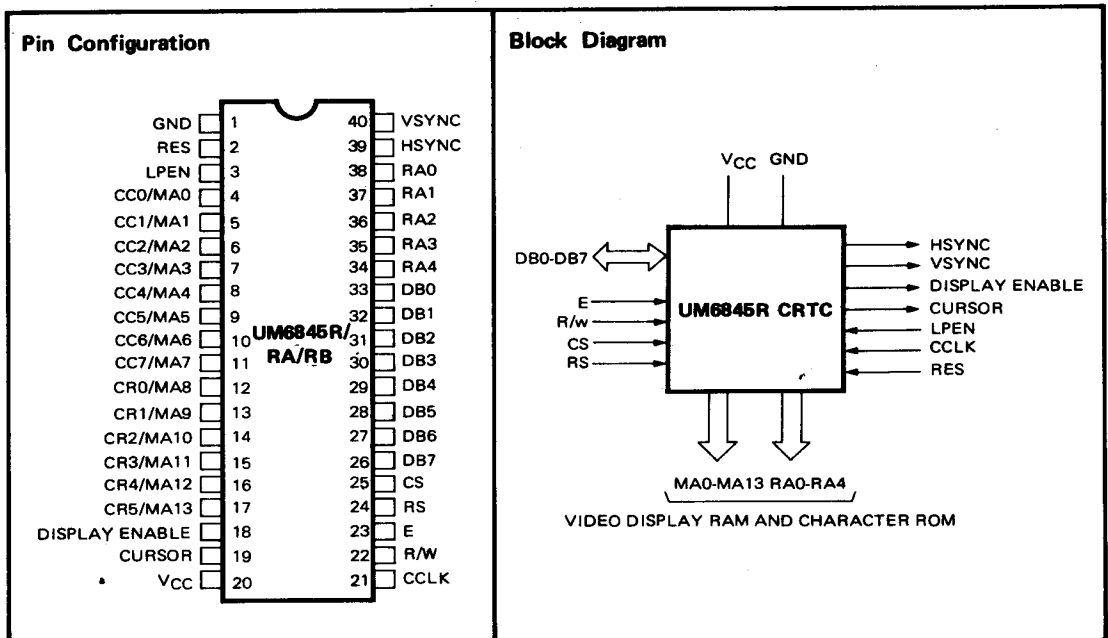 Pin Configuration
GND 1 40 VSYNC
RES 2 39 HSYNC
LPEN 3 38 RA0
CC0/MA0 4 37 RA1
CC1/MA1 5 36 RA2
CC2/MA2 6 35 RA3
CC3/MA3 7 34 RA4
CC4/MA4 8 33 DB0
CC5/MA5 9 32 DB1
CC6/MA6 10 31 DB2
CC7/MA7 11 30 DB3
CR0/MA8 12 29 DB4
CR1/MA9 13 28 DB5
CR2/MA10 14 27 DB6
CR3/MA11 15 26 DB7
CR4/MA12 16 25 CS
CR5/MA13 17 24 RS
DISPLAY ENABLE 18 23 E
CURSOR 19 22 R/W
VCC 20 21 CCLK
UM6845R/
RA/RB
Block Diagram
VCC GND
DB0-DB7
E
R/w
CS
RS
UM6845R CRTC
HSYNC
VSYNC
DISPLAY ENABLE
CURSOR
LPEN
CCLK
RES
MA0-MA13 RA0-RA4
VIDEO DISPLAY RAM AND CHARACTER ROM